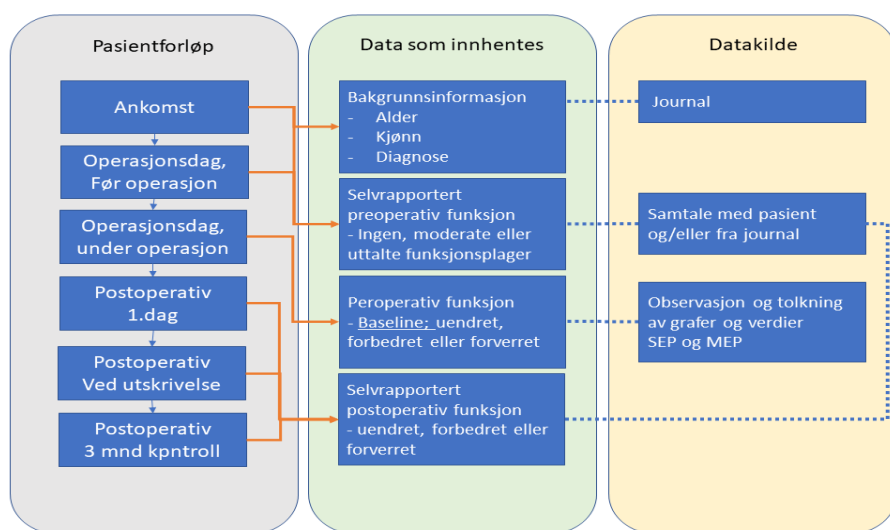 Pasientforløp
Ankomst
Operasjonsdag,
Før operasjon
Operasjonsdag,
under operasjon
Postoperativ
1.dag
Postoperativ
Ved utskrivelse
Postoperativ
3 mnd kpntroll
Data som innhentes
Bakgrunnsinformasjon
- Alder
- Kjønn
- Diagnose
Selvrapportert
preoperativ funksjon
- Ingen, moderate eller
uttalte funksjonsplager
Peroperativ funksjon
- Baseline; uendret,
forbedret eller forverret
Selvrapportert
postoperativ funksjon
- uendret, forbedret eller
forverret
Datakilde
Journal
Samtale med pasient
og/eller fra journal
Observasjon og tolkning
av grafer og verdier
SEP og MEP